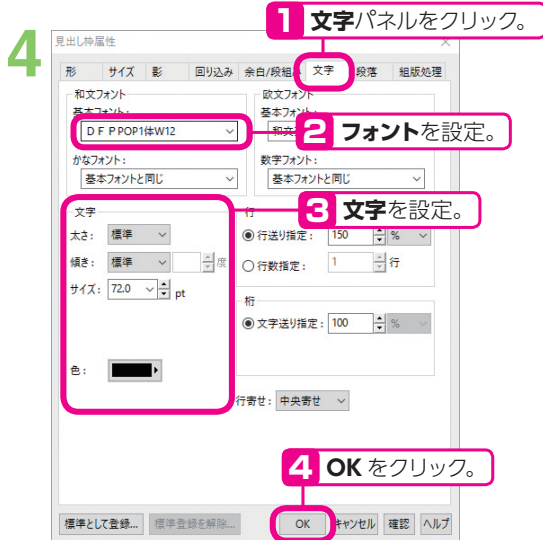 4
1 文字パネルをクリック。
見出し枠属性
形 サイズ 影 回り込み 余白/段組み 文字 段落 組版処理
和文フォント 欧文フォント
基本フォント： 基本フォント：
ＤＦ ＰPOP1体W12
2 フォントを設定。
かなフォント： 数字フォント：
基本フォントと同じ 基本フォントと同じ
3 文字を設定。
文字 行
太さ： 標準 行送り指定： 150 %
傾き： 標準 度 行数指定： 1 行
サイズ： 72.0 pt
桁
文字送り指定： 100 %
色：
行寄せ： 中央寄せ
4 OK をクリック。
標準として登録... 標準登録を解除... OK キャンセル 確認 ヘルプ